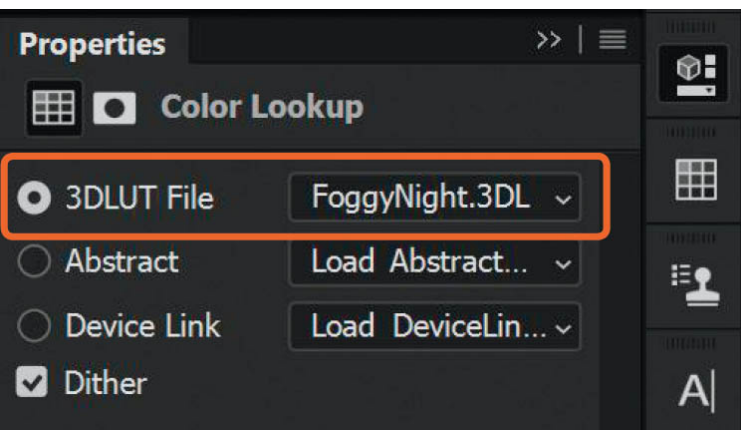 Properties
Color Lookup
3DLUT File FoggyNight.3DL
Abstract Load Abstract...
Device Link Load DeviceLin...
Dither
A|